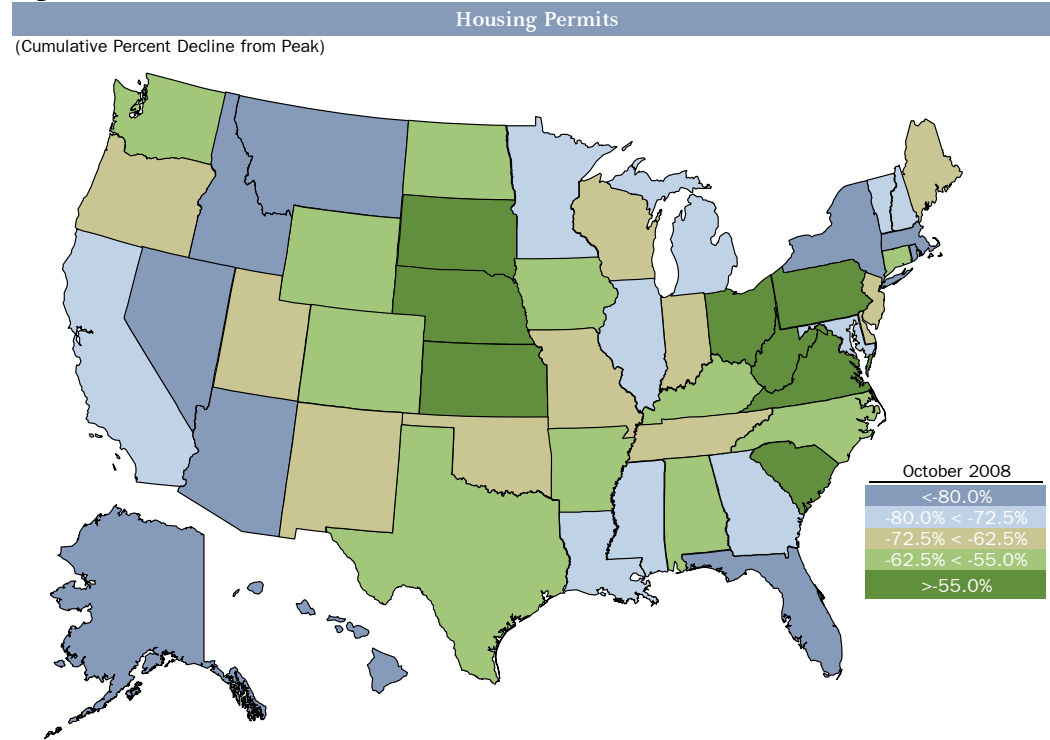 Housing Permits
(Cumulative Percent Decline from Peak)
October 2008
<-80.0%
-80.0% < -72.5%
-72.5% < -62.5%
-62.5% < -55.0%
>-55.0%